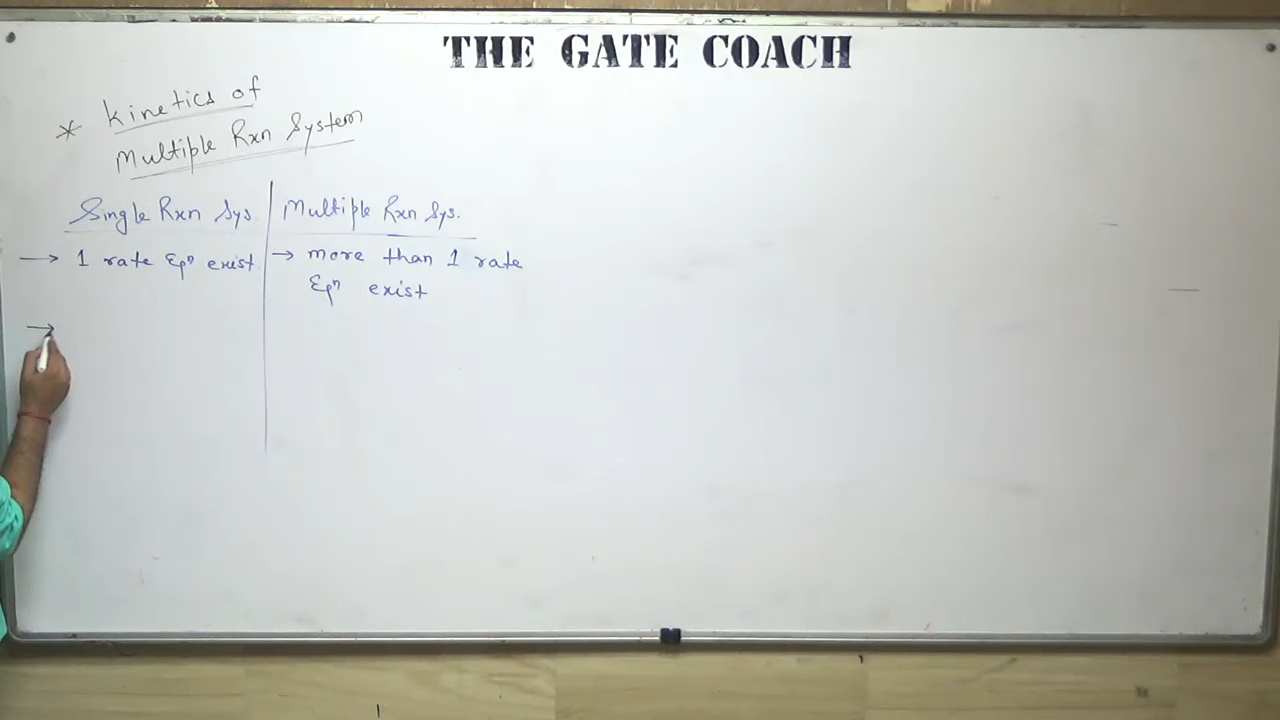 THE GATE COACH
* Kinetics of
Multiple Rxn System
Single Rxn Sys. | Multiple Rxn Sys.
→ 1 rate Eqⁿ exist | → more than 1 rate
Eqⁿ exist
→